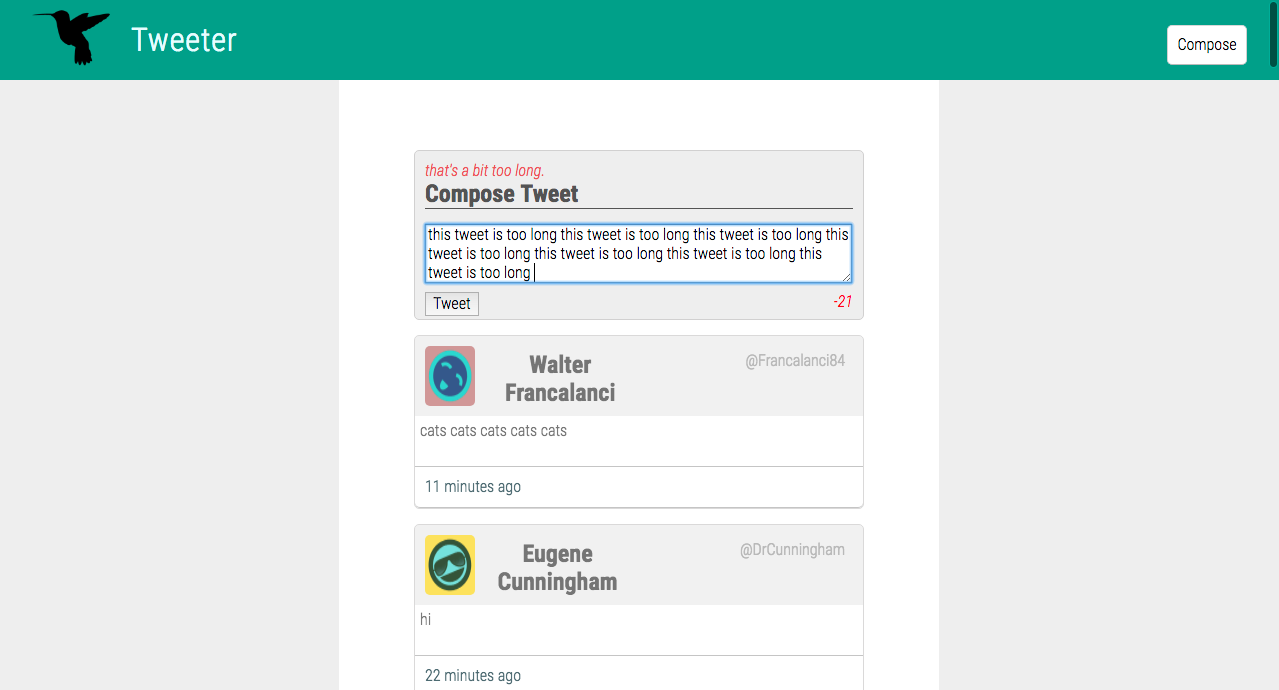 Tweeter
Compose
that's a bit too long.
Compose Tweet
this tweet is too long this tweet is too long this tweet is too long this
tweet is too long this tweet is too long this tweet is too long this
tweet is too long
Tweet
-21
Walter
Francalanci
@Francalanci84
cats cats cats cats cats
11 minutes ago
Eugene
Cunningham
@DrCunningham
hi
22 minutes ago